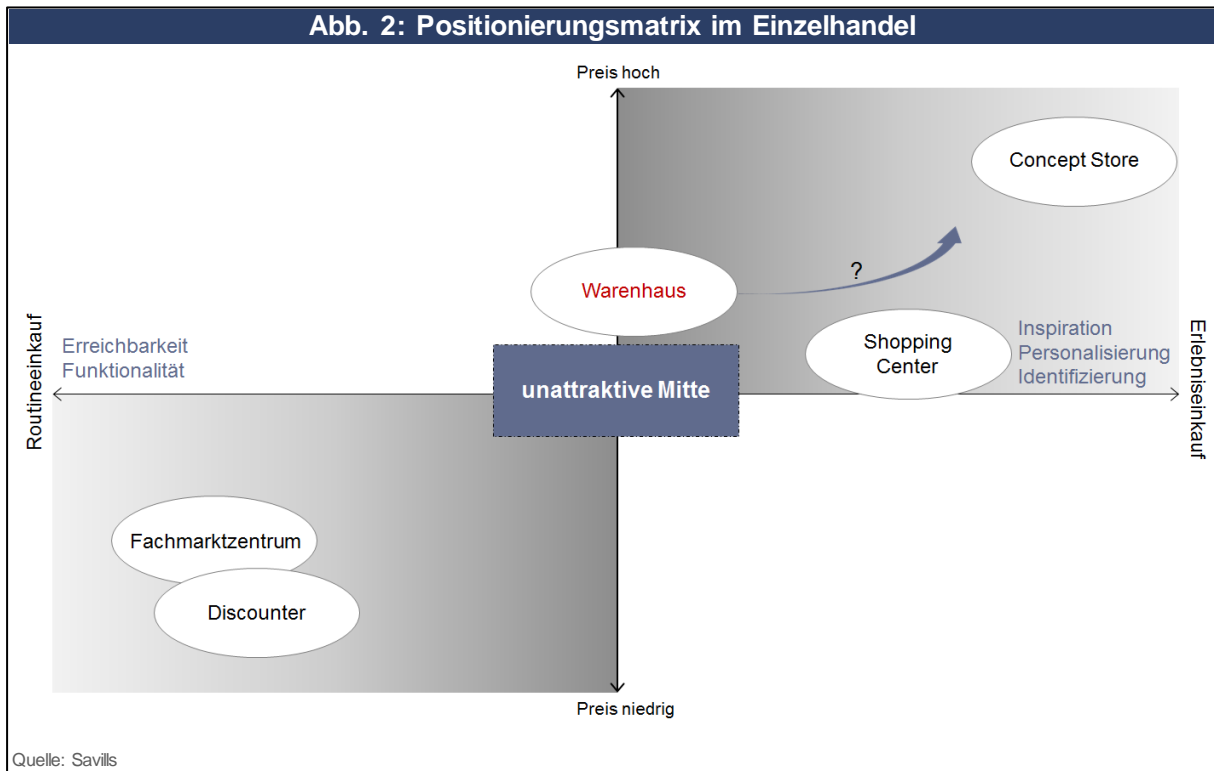 Abb. 2: Positionierungsmatrix im Einzelhandel
Preis hoch
Concept Store
?
Warenhaus
Shopping
Center
Inspiration
Personalisierung
Identifizierung
Erlebniseinkauf
Erreichbarkeit
Funktionalität
Routineeinkauf
unattraktive Mitte
Fachmarktzentrum
Discounter
Preis niedrig
Quelle: Savills